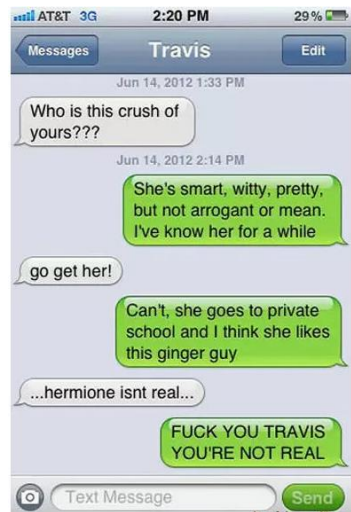 AT&T 3G 2:20 PM 29%
Messages Travis Edit
Jun 14, 2012 1:33 PM
Who is this crush of
yours???
Jun 14, 2012 2:14 PM
She's smart, witty, pretty,
but not arrogant or mean.
I've know her for a while
go get her!
Can't, she goes to private
school and I think she likes
this ginger guy
...hermione isnt real...
FUCK YOU TRAVIS
YOU'RE NOT REAL
Text Message Send